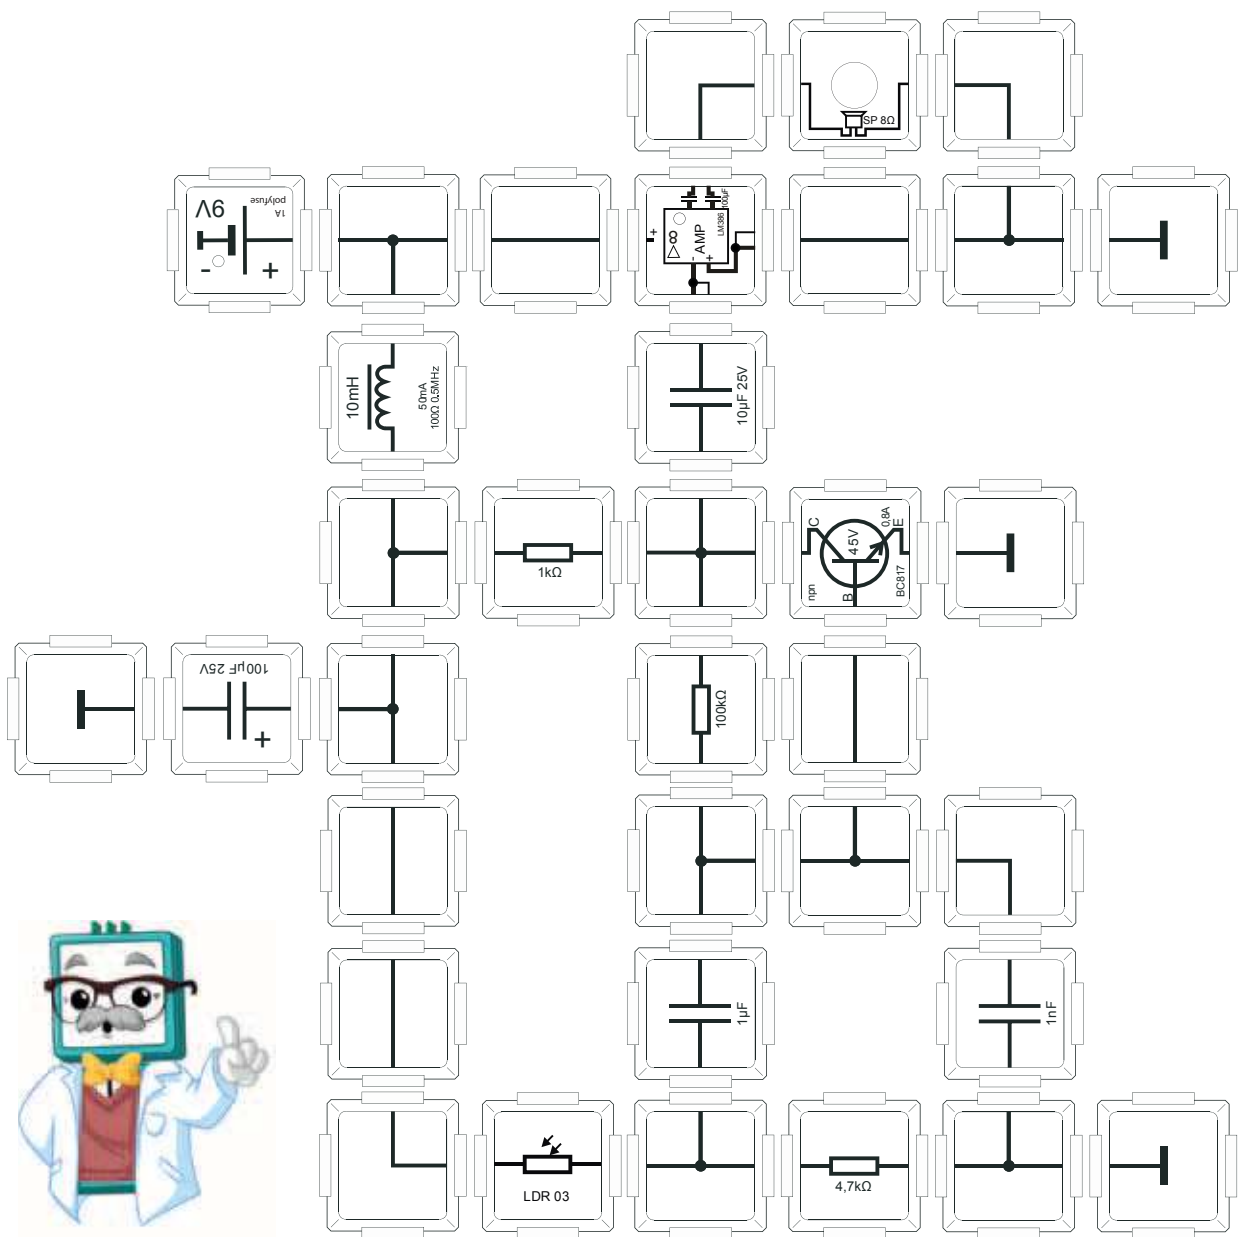 SP 8Ω
9V
1A
polyfuse
-
+
+
100µF
LM386
AMP
▷8
-
+
10mH
50mA
100Ω 0.5MHz
10µF 25V
1kΩ
C
45V
0,8A
E
npn
B
BC817
100µF 25V
+
100kΩ
1µF
1nF
LDR 03
4,7kΩ